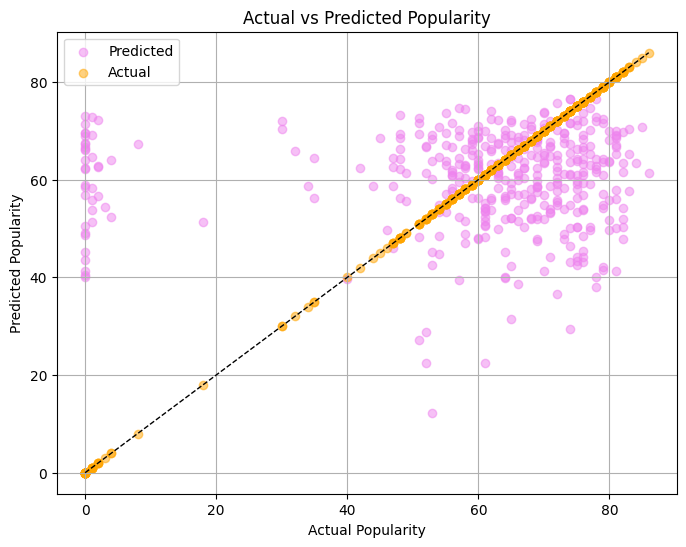 Actual vs Predicted Popularity
Predicted
Actual
Predicted Popularity
80
60
40
20
0
0 20 40 60 80
Actual Popularity